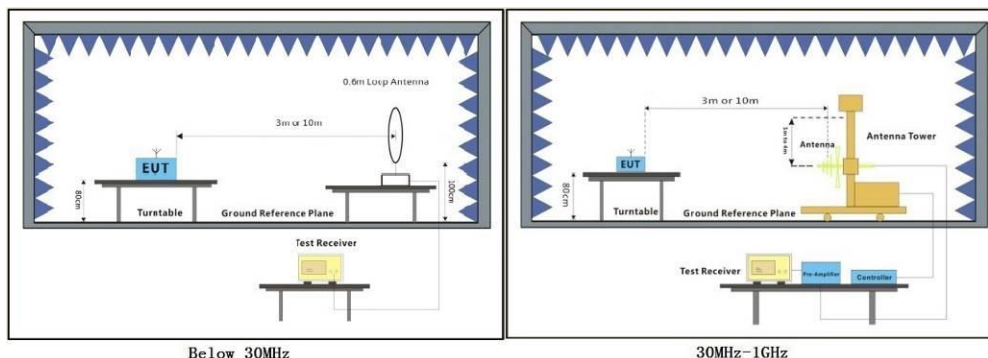 0.6m Loop Antenna
3m or 10m
EUT
80cm
100cm
Turntable
Ground Reference Plane
Test Receiver
Below 30MHz
3m or 10m
1m to 4m
Antenna
Antenna Tower
EUT
80cm
Turntable
Ground Reference Plane
Test Receiver
Pre-Amplifier
Controller
30MHz-1GHz